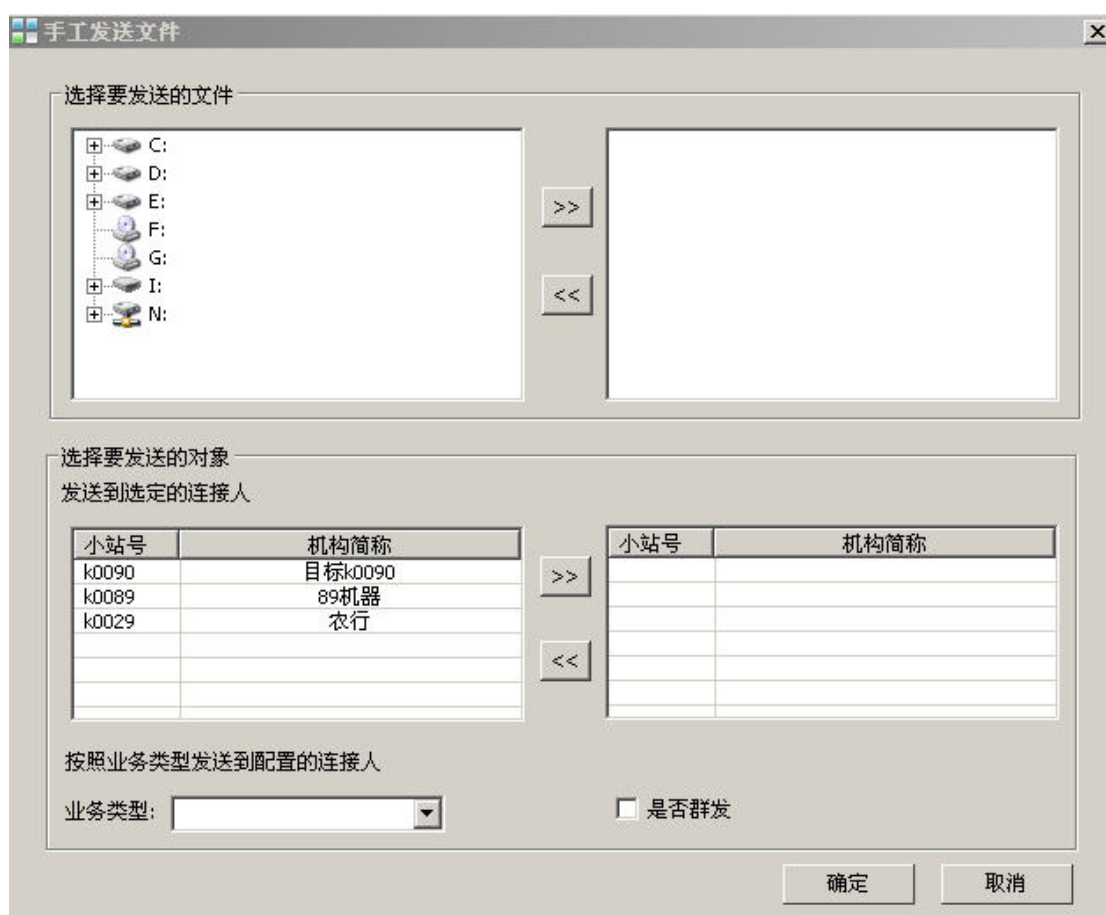 手工发送文件
选择要发送的文件
C:
D:
E:
F:
G:
I:
N:
>>
<<
选择要发送的对象
发送到选定的连接人
小站号 机构简称
k0090 目标k0090
k0089 89机器
k0029 农行
>>
<<
小站号 机构简称
按照业务类型发送到配置的连接人
业务类型:
是否群发
确定 取消